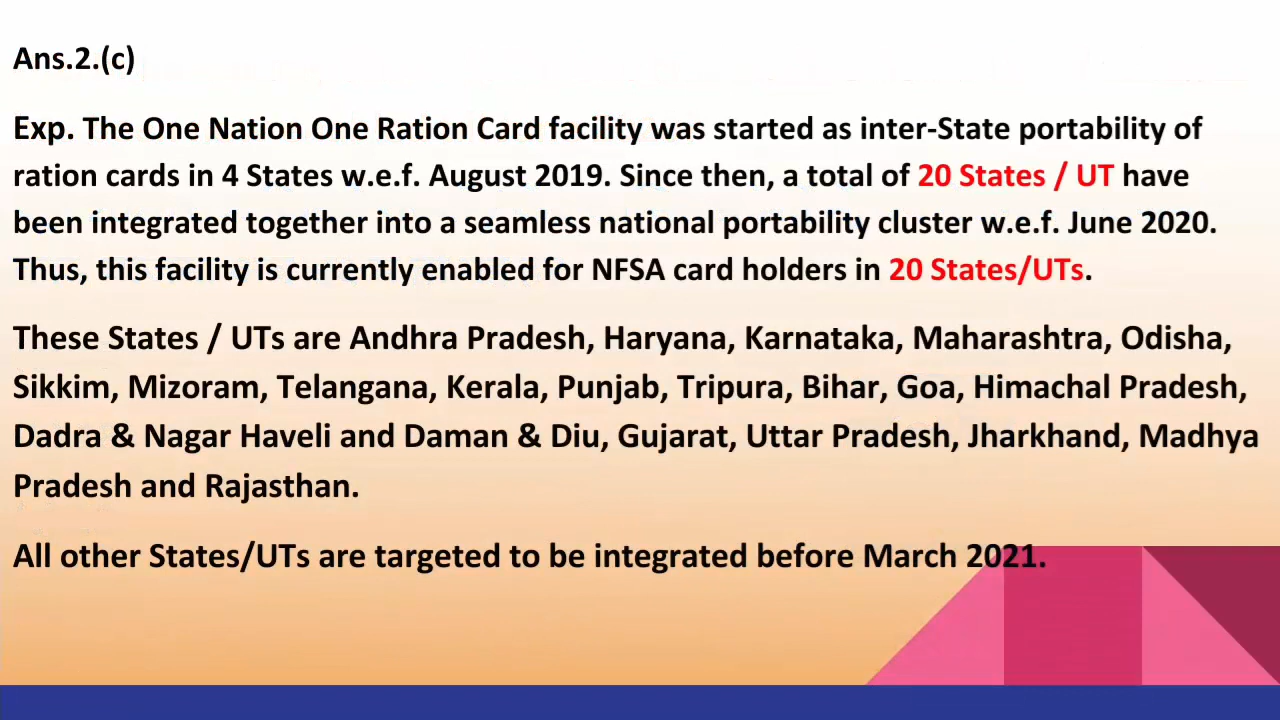 Ans.2.(c)
Exp. The One Nation One Ration Card facility was started as inter-State portability of
ration cards in 4 States w.e.f. August 2019. Since then, a total of 20 States / UT have
been integrated together into a seamless national portability cluster w.e.f. June 2020.
Thus, this facility is currently enabled for NFSA card holders in 20 States/UTs.
These States / UTs are Andhra Pradesh, Haryana, Karnataka, Maharashtra, Odisha,
Sikkim, Mizoram, Telangana, Kerala, Punjab, Tripura, Bihar, Goa, Himachal Pradesh,
Dadra & Nagar Haveli and Daman & Diu, Gujarat, Uttar Pradesh, Jharkhand, Madhya
Pradesh and Rajasthan.
All other States/UTs are targeted to be integrated before March 2021.